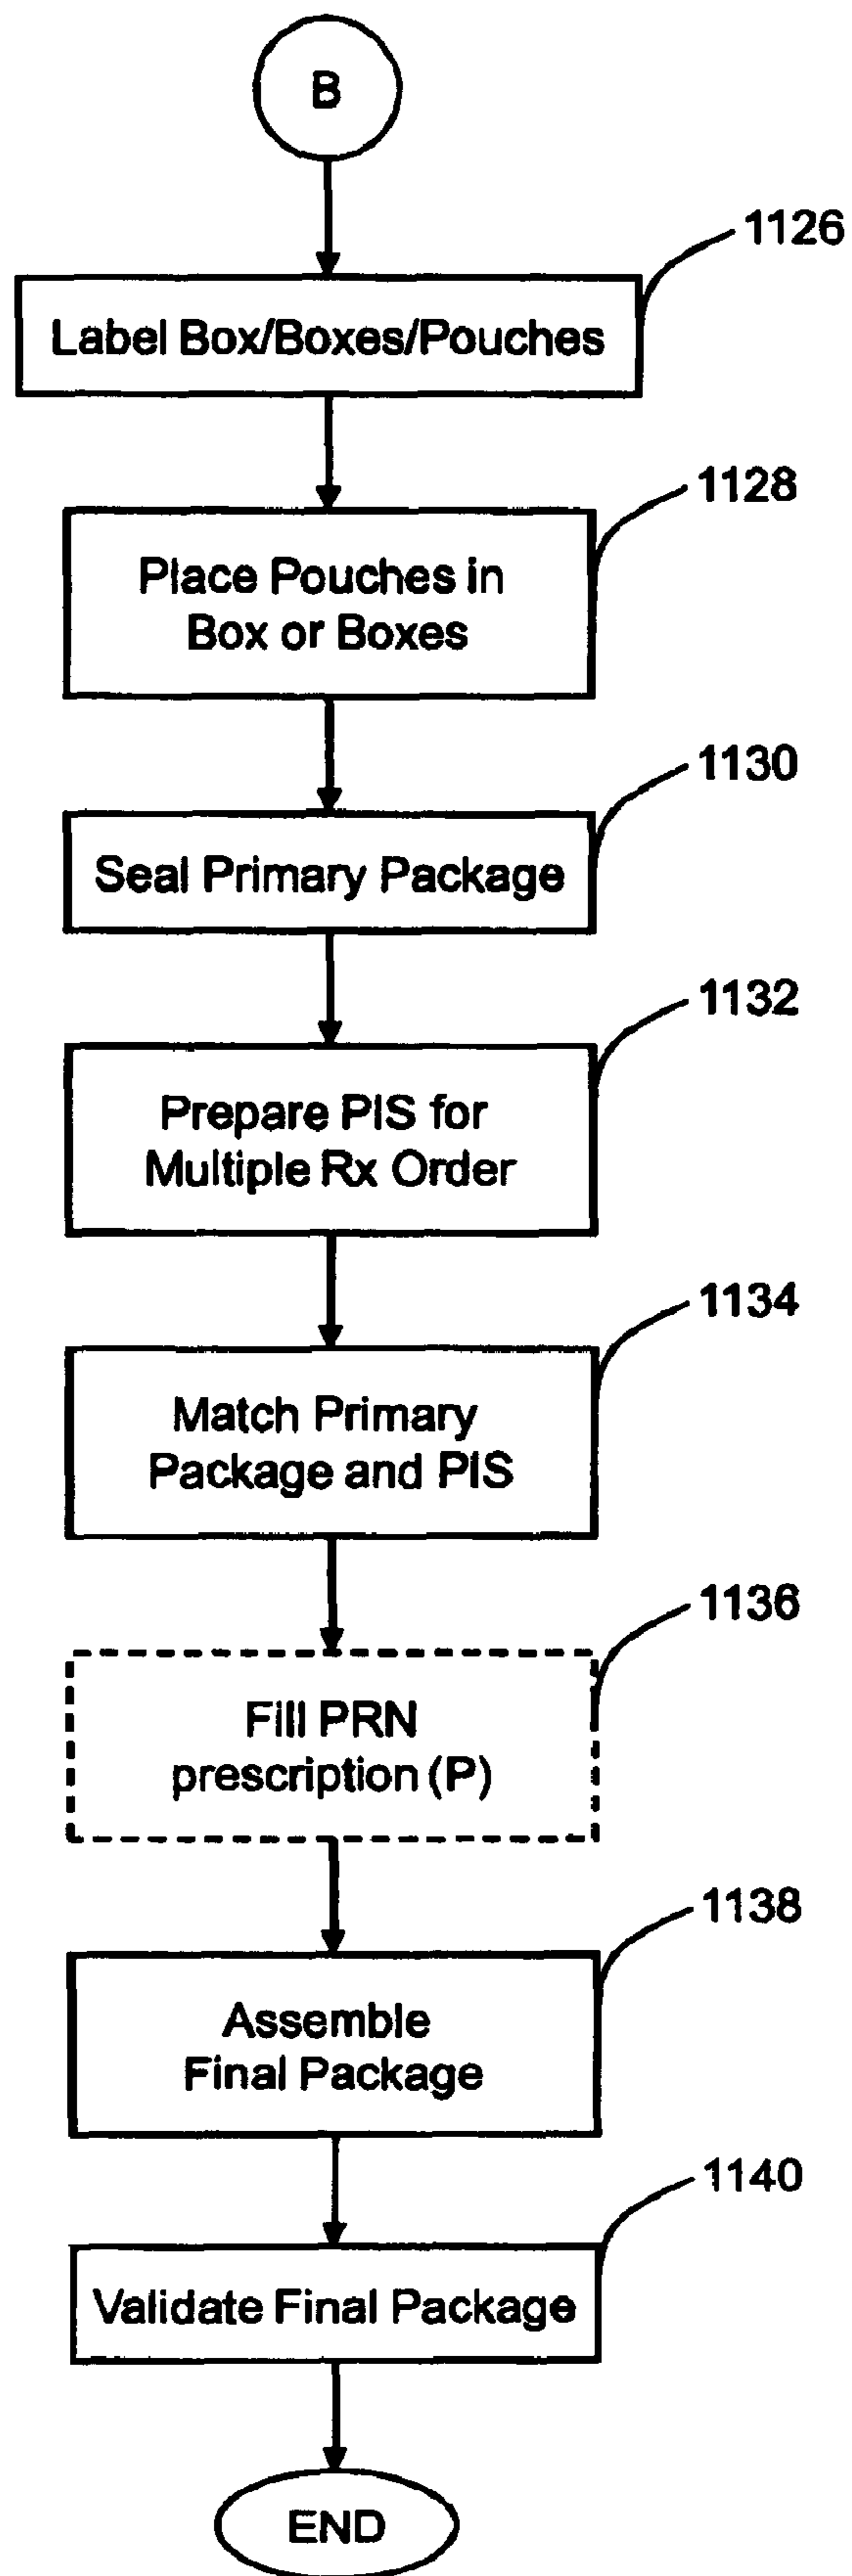 B
1126
Label Box/Boxes/Pouches
1128
Place Pouches in
Box or Boxes
1130
Seal Primary Package
1132
Prepare PIS for
Multiple Rx Order
1134
Match Primary
Package and PIS
1136
Fill PRN
prescription (P)
1138
Assemble
Final Package
1140
Validate Final Package
END